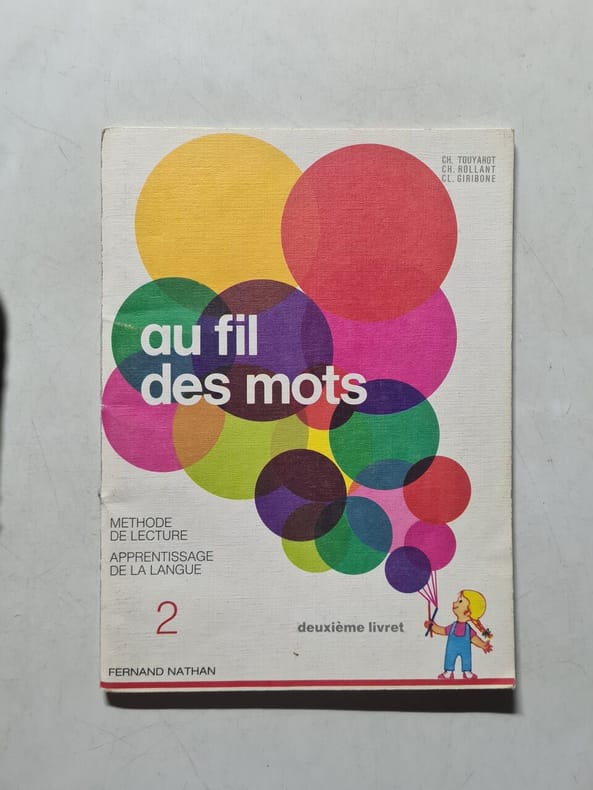 CH. TOUYAROT
CH. ROLLANT
CL. GIRIBONE
au fil
des mots
METHODE
DE LECTURE
APPRENTISSAGE
DE LA LANGUE
2
deuxième livret
FERNAND NATHAN